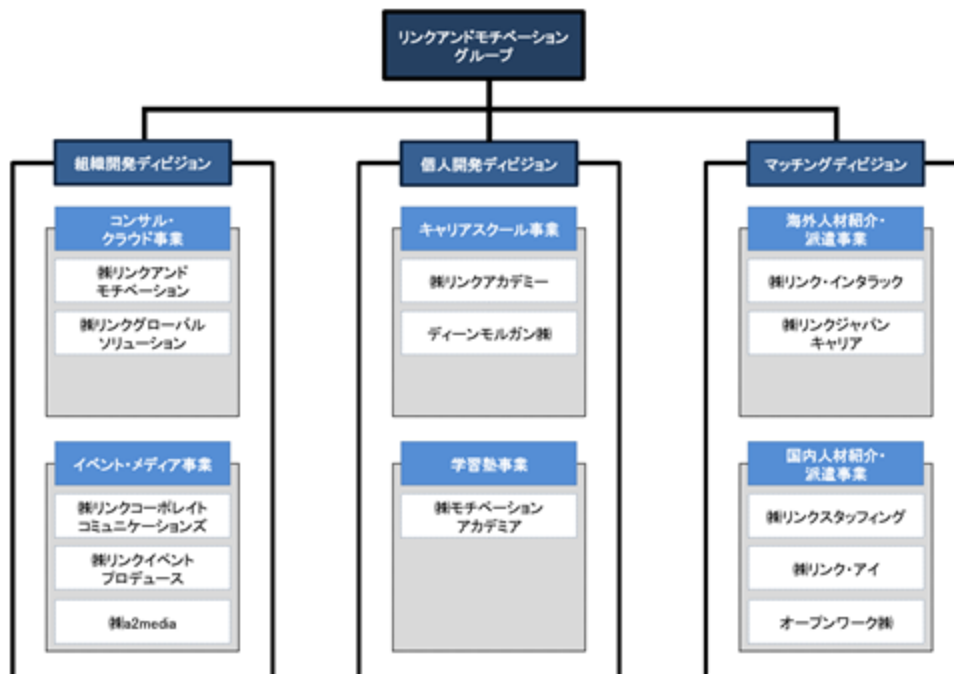 リンクアンドモチベーション
グループ
組織開発ディビジョン
コンサル・
クラウド事業
㈱リンクアンド
モチベーション
㈱リンクグローバル
ソリューション
イベント・メディア事業
㈱リンクコーポレイト
コミュニケーションズ
㈱リンクイベント
プロデュース
㈱a2media
個人開発ディビジョン
キャリアスクール事業
㈱リンクアカデミー
ディーンモルガン㈱
学習塾事業
㈱モチベーション
アカデミア
マッチングディビジョン
海外人材紹介・
派遣事業
㈱リンク・インタラック
㈱リンクジャパン
キャリア
国内人材紹介・
派遣事業
㈱リンクスタッフィング
㈱リンク・アイ
オープンワーク㈱